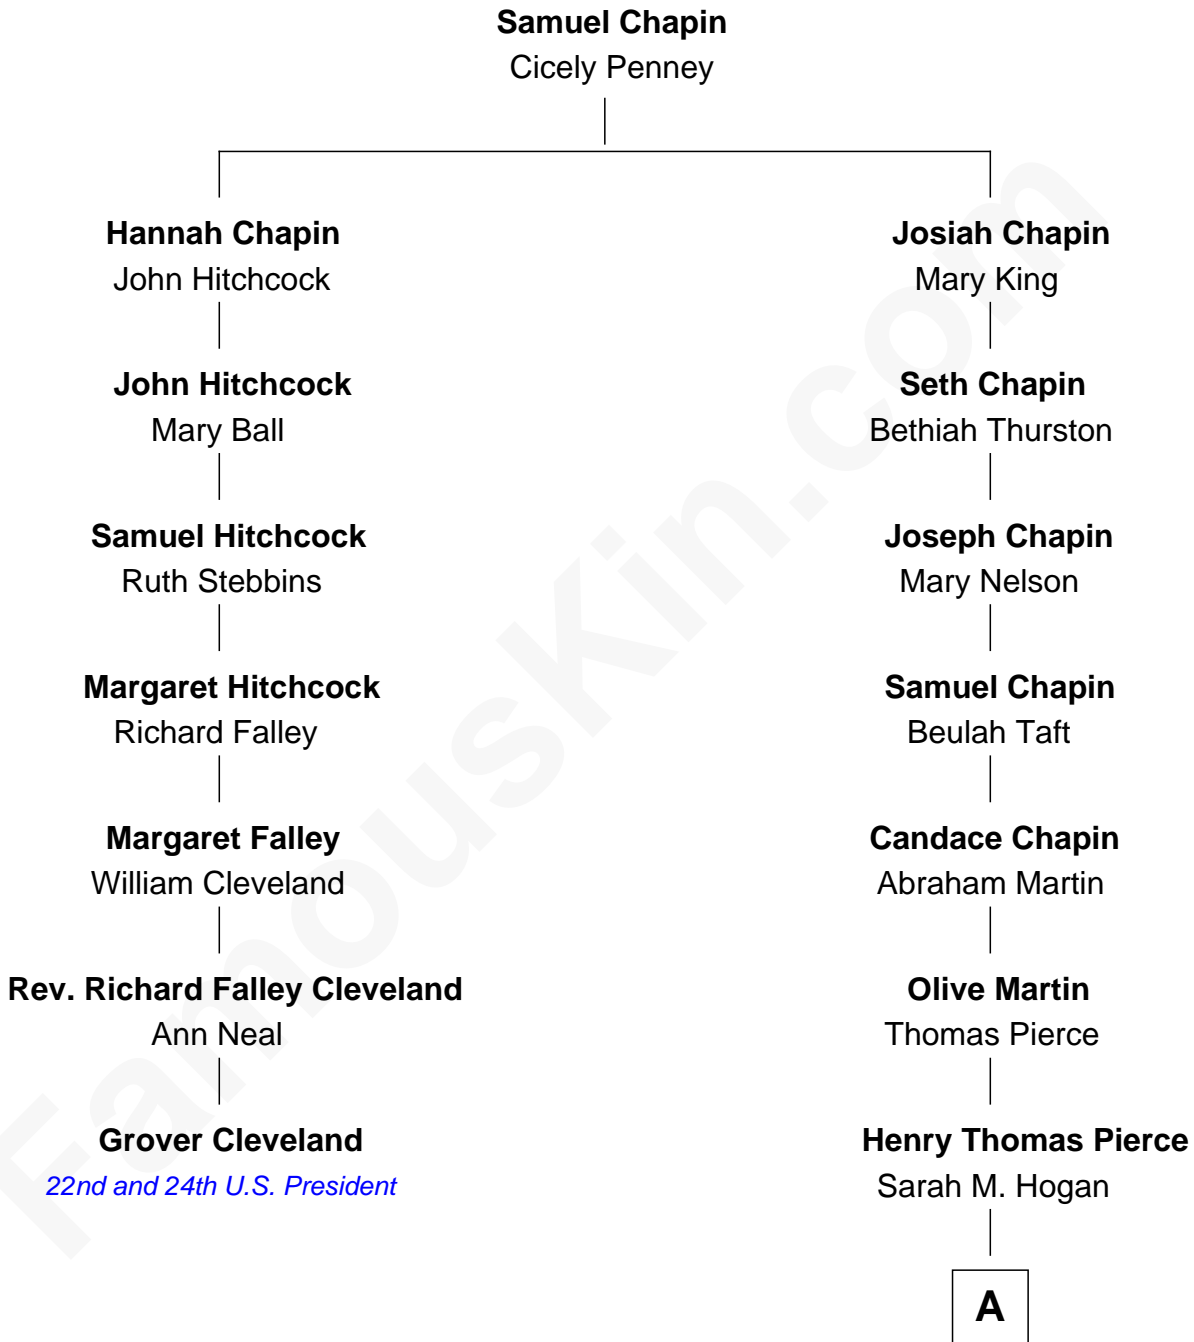 Samuel Chapin
Cicely Penney
Hannah Chapin
John Hitchcock
Josiah Chapin
Mary King
John Hitchcock
Mary Ball
Seth Chapin
Bethiah Thurston
Samuel Hitchcock
Ruth Stebbins
Joseph Chapin
Mary Nelson
Margaret Hitchcock
Richard Falley
Samuel Chapin
Beulah Taft
Margaret Falley
William Cleveland
Candace Chapin
Abraham Martin
Rev. Richard Falley Cleveland
Ann Neal
Olive Martin
Thomas Pierce
Grover Cleveland
22nd and 24th U.S. President
Henry Thomas Pierce
Sarah M. Hogan
A
FamousKin.com